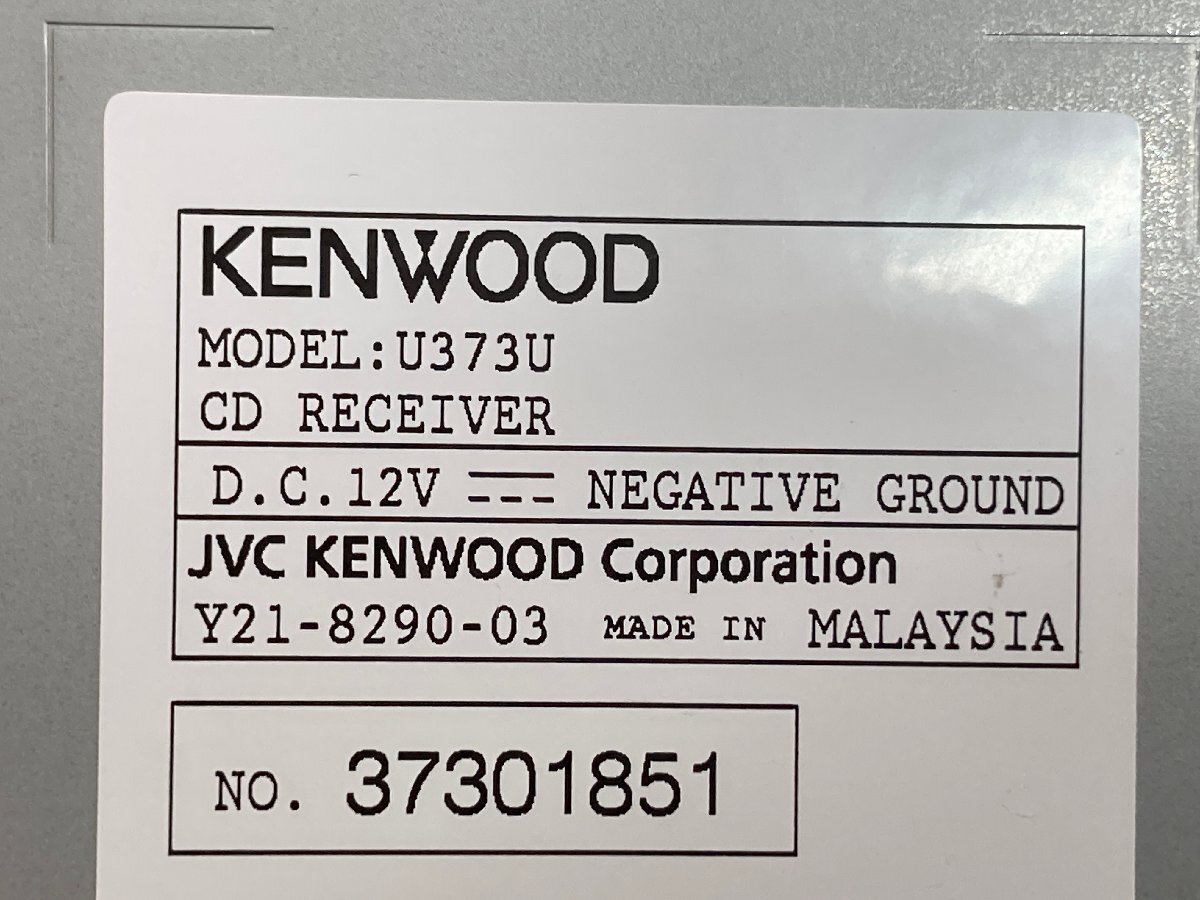 KENWOOD
MODEL:U373U
CD RECEIVER
D.C.12V ⎓ NEGATIVE GROUND
JVC KENWOOD Corporation
Y21-8290-03 MADE IN MALAYSIA
NO. 37301851